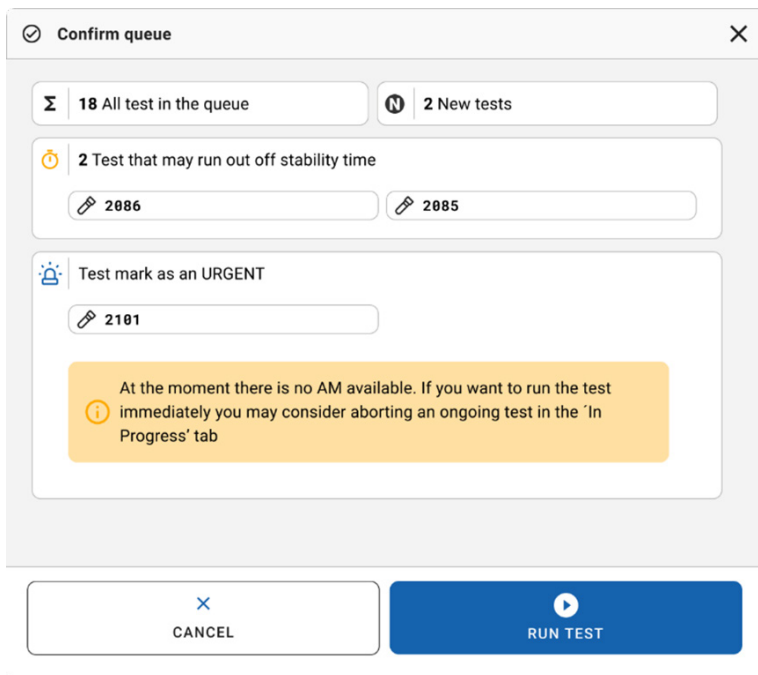 Confirm queue
Σ 18 All test in the queue
N 2 New tests
2 Test that may run out off stability time
2086
2085
Test mark as an URGENT
2101
At the moment there is no AM available. If you want to run the test
immediately you may consider aborting an ongoing test in the ´In
Progress’ tab
CANCEL
RUN TEST